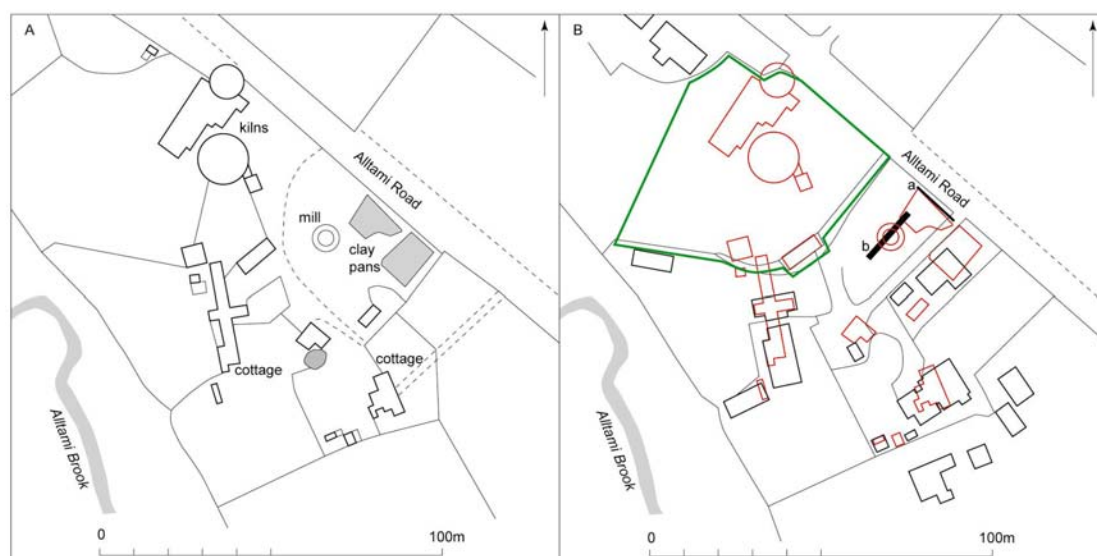 A
kilns
Alltami Road
mill
clay
pans
cottage
cottage
Alltami Brook
0
100m
B
Alltami Road
a
b
Alltami Brook
0
100m